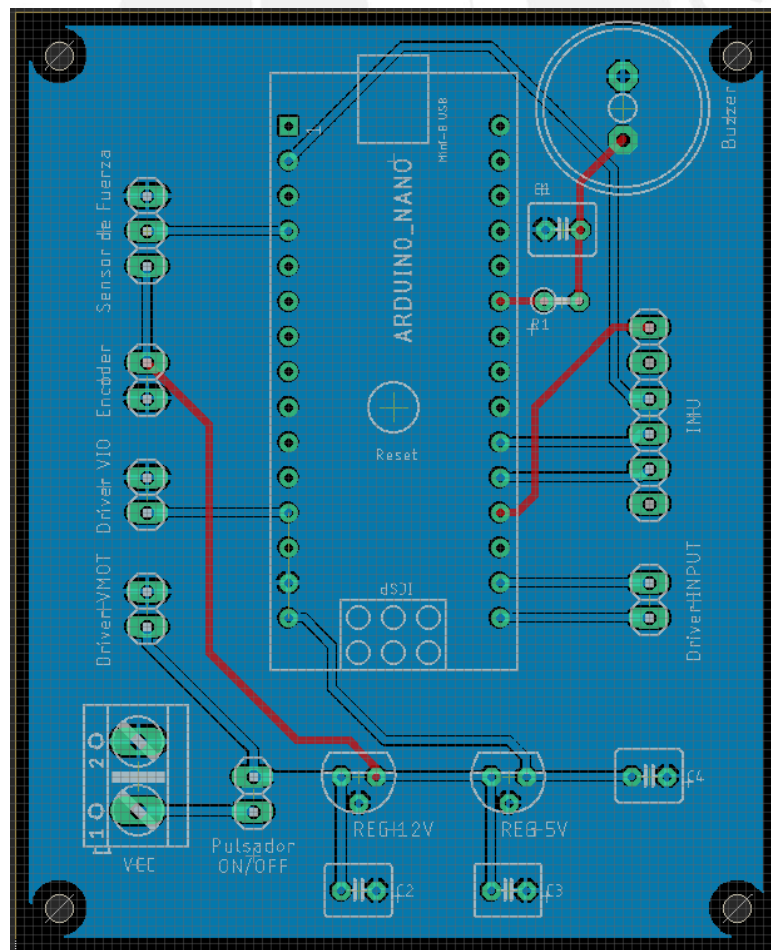 1
Mini-B USB
Buzzer
ARDUINO_NANO
Sensor de Fuerza
R1
Encoder
IMU
Reset
Driver VIO
ICSP
Driver-VMOT
Driver-INPUT
2
1
VCC
Pulsador
ON/OFF
REG-12V
REG-5V
C4
C2
C3